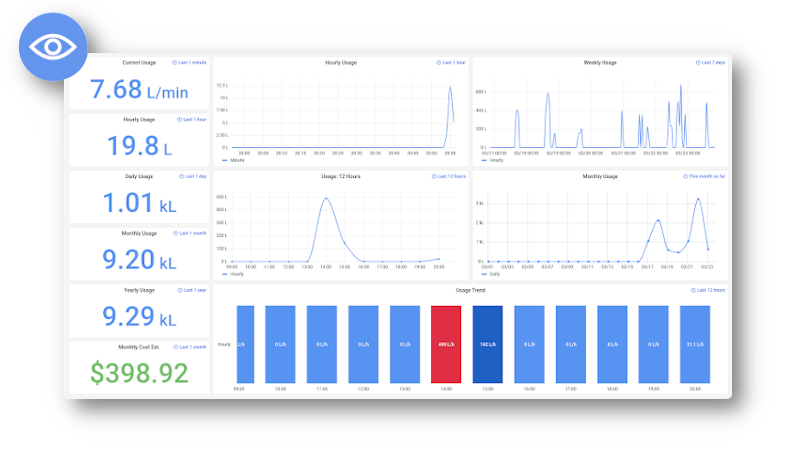 Current Usage
Last 1 minute
7.68 L/min
Hourly Usage
Last 1 hour
19.8 L
Daily Usage
Last 1 day
1.01 kL
Monthly Usage
Last 1 month
9.20 kL
Yearly Usage
Last 1 year
9.29 kL
Monthly Cost Est.
Last 1 month
$398.92
Hourly Usage
Last 1 hour
12.5 L
10 L
7.50 L
5 L
2.50 L
0 L
20:00 20:05 20:10 20:15 20:20 20:25 20:30 20:35 20:40 20:45 20:50
Minute
Weekly Usage
Last 7 days
600 L
400 L
200 L
0 L
03/17 00:00 03/18 00:00 03/19 00:00 03/20 00:00 03/21 00:00 03/22 00:00 03/23 00:00
Hourly
Usage: 12 Hours
Last 12 hours
500 L
400 L
300 L
200 L
100 L
0 L
09:00 10:00 11:00 12:00 13:00 14:00 15:00 16:00 17:00 18:00 19:00 20:00
Hourly
Monthly Usage
This month so far
3 kL
2 kL
1 kL
0 L
03/01 03/03 03/05 03/07 03/09 03/11 03/13 03/15 03/17 03/19 03/21 03/23
Daily
Usage Trend
Last 12 hours
Hourly
L/h 0 L/h 0 L/h 0 L/h 0 L/h 490 L/h 142 L/h 0 L/h 0 L/h 0 L/h 0 L/h 21.1 L/h
09:00 10:00 11:00 12:00 13:00 14:00 15:00 16:00 17:00 18:00 19:00 20:00